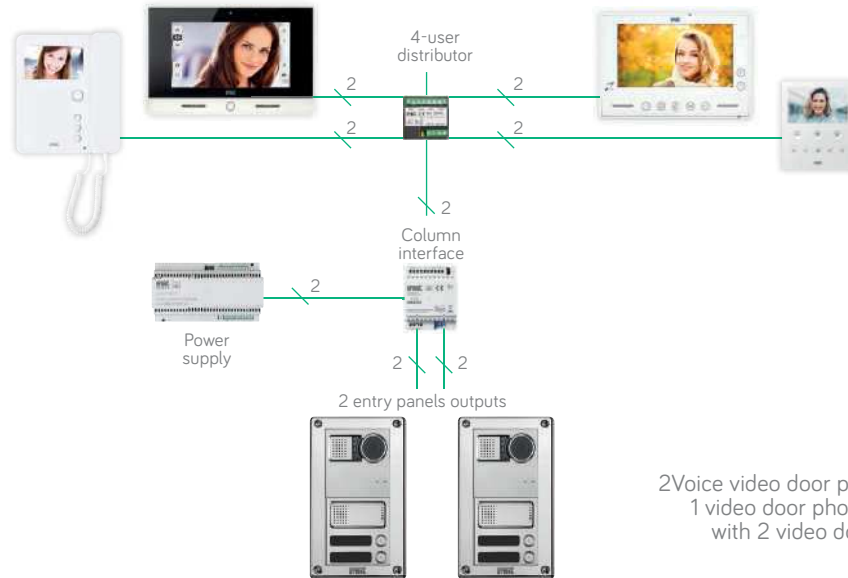 4-user
distributor
2
2
2
2
2
Column
interface
2
Power
supply
2
2
2 entry panels outputs
2Voice video door p
1 video door pho
with 2 video do